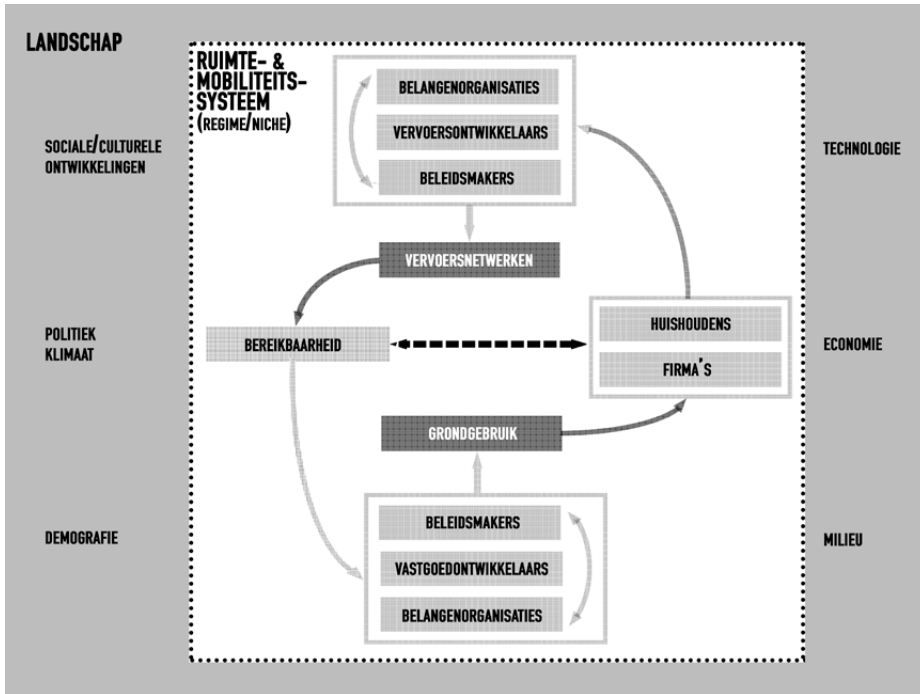 LANDSCHAP
RUIMTE- &
MOBILITEITS-
SYSTEEM
(REGIME/NICHE)
BELANGENORGANISATIES
VERVOERSONTWIKKELAARS
BELEIDSMAKERS
SOCIALE/CULTURELE
ONTWIKKELINGEN
TECHNOLOGIE
VERVOERSNETWERKEN
POLITIEK
KLIMAAT
BEREIKBAARHEID
HUISHOUDENS
FIRMA'S
ECONOMIE
GRONDGEBRUIK
DEMOGRAFIE
BELEIDSMAKERS
VASTGOEDONTWIKKELAARS
BELANGENORGANISATIES
MILIEU